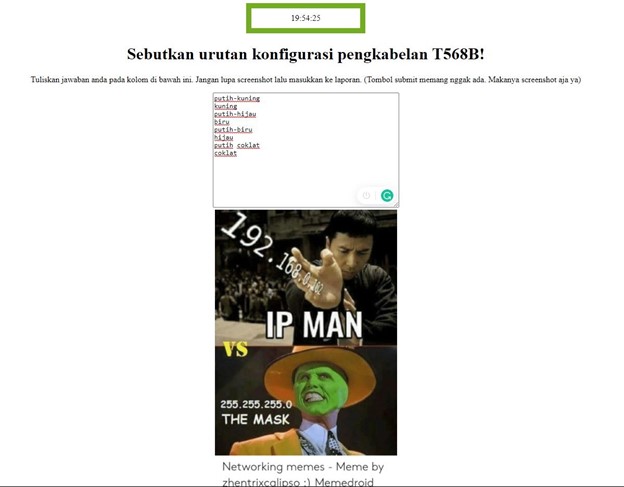 19:54:25
Sebutkan urutan konfigurasi pengkabelan T568B!
Tuliskan jawaban anda pada kolom di bawah ini. Jangan lupa screenshot lalu masukkan ke laporan. (Tombol submit memang nggak ada. Makanya screenshot aja ya)
putih-kuning
kuning
putih-hijau
biru
putih-biru
hijau
putih coklat
coklat
192.168.0.102
IP MAN
VS
255.255.255.0
THE MASK
Networking memes - Meme by
zhentrixcalipso :) Memedroid